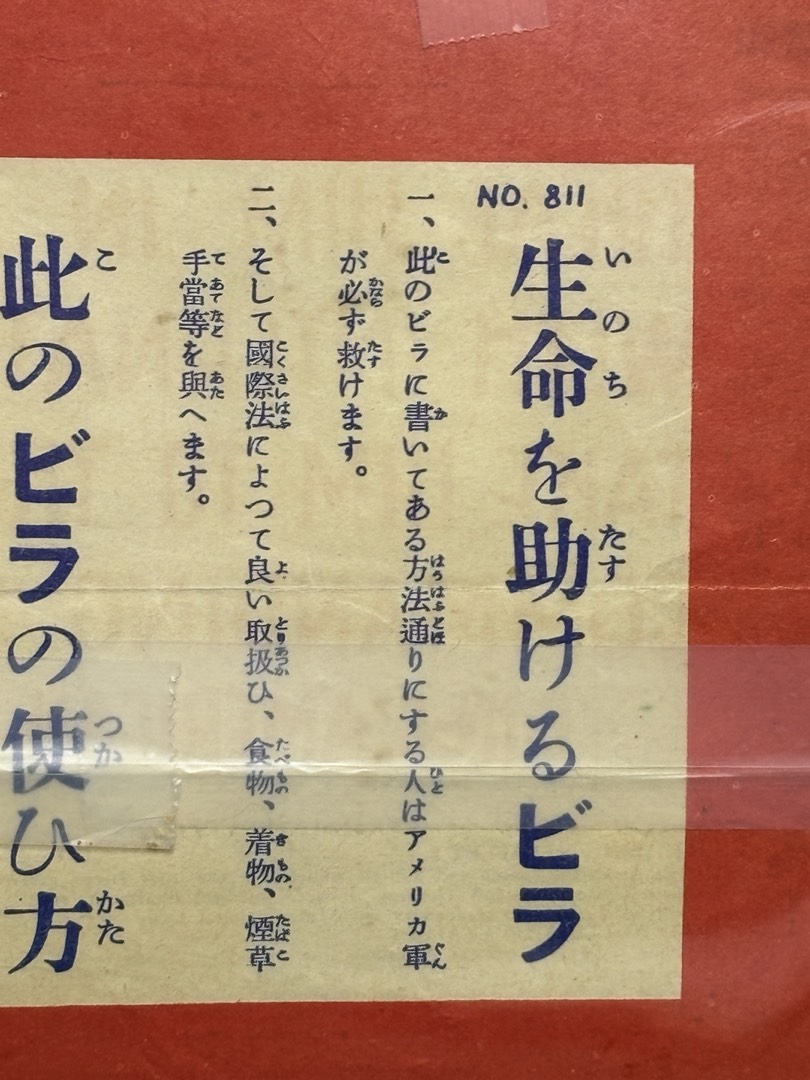 NO. 811
生命を助けるビラ
一、此のビラに書いてある方法通りにする人はアメリカ軍
が必ず救けます。
二、そして國際法によつて良い取扱ひ、食物、着物、煙草
手當等を與へます。
此のビラの使ひ方